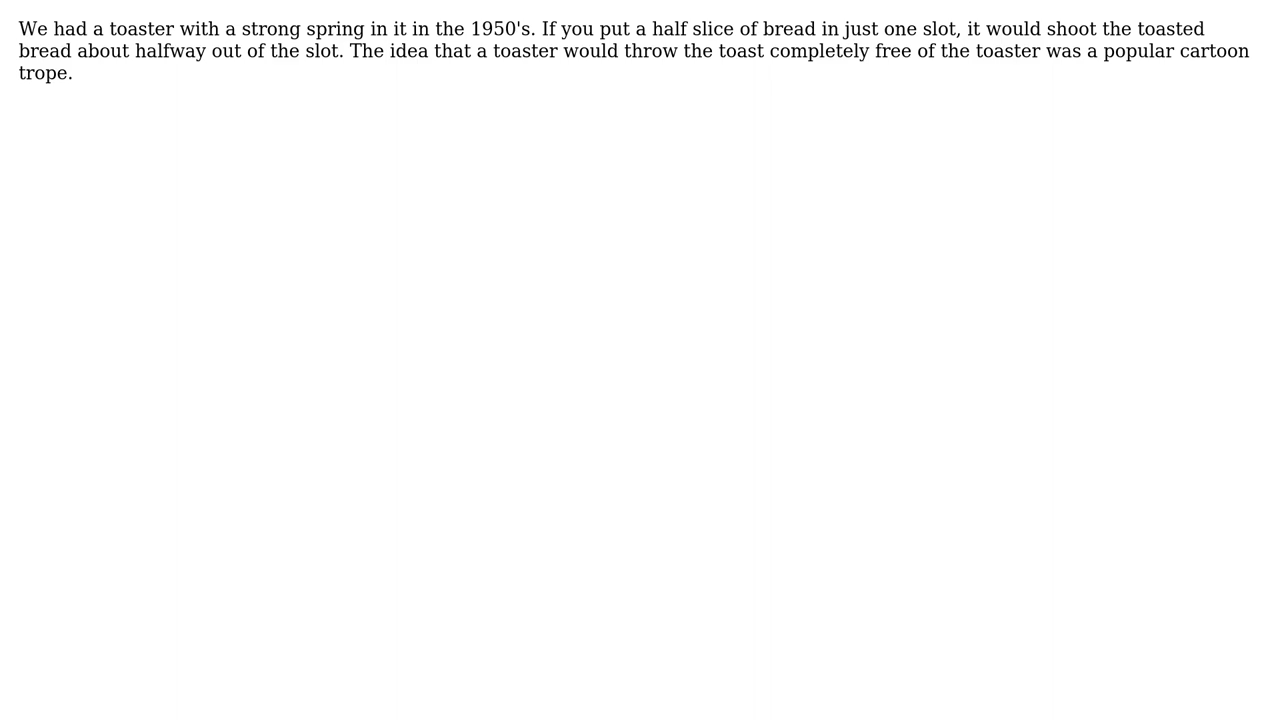 We had a toaster with a strong spring in it in the 1950's. If you put a half slice of bread in just one slot, it would shoot the toasted
bread about halfway out of the slot. The idea that a toaster would throw the toast completely free of the toaster was a popular cartoon
trope.